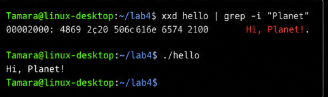 Tamara@linux-desktop:~/lab4$ xxd hello | grep -i "Planet"
00002000: 4869 2c20 506c 616e 6574 2100 Hi, Planet!.
Tamara@linux-desktop:~/lab4$ ./hello
Hi, Planet!
Tamara@linux-desktop:~/lab4$